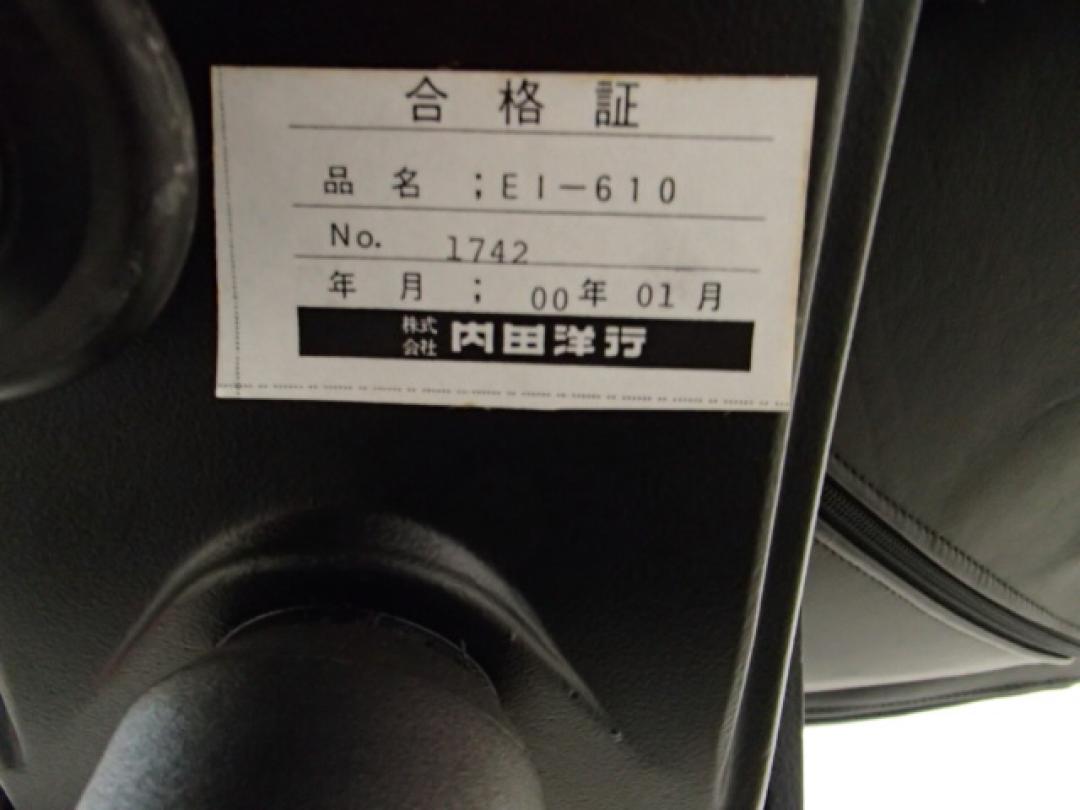 合格証
品名 ;EI-610
No. 1742
年月 ; 00年 01月
株式会社 内田洋行